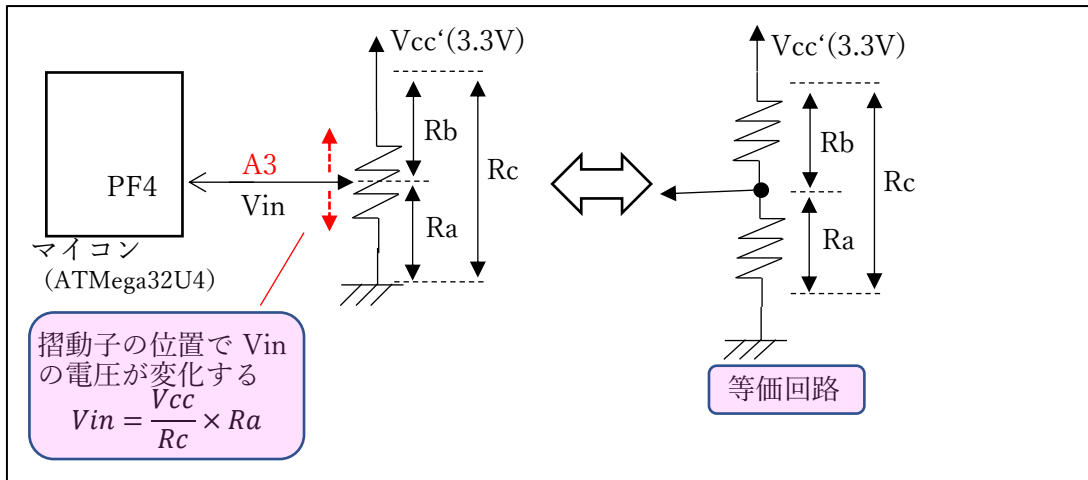 Vcc‘(3.3V)
Rb
Rc
A3
PF4
Vin
Ra
マイコン
（ATMega32U4）
摺動子の位置で Vin
の電圧が変化する
Vin = Vcc/Rc × Ra
Vcc‘(3.3V)
Rb
Rc
Ra
等価回路